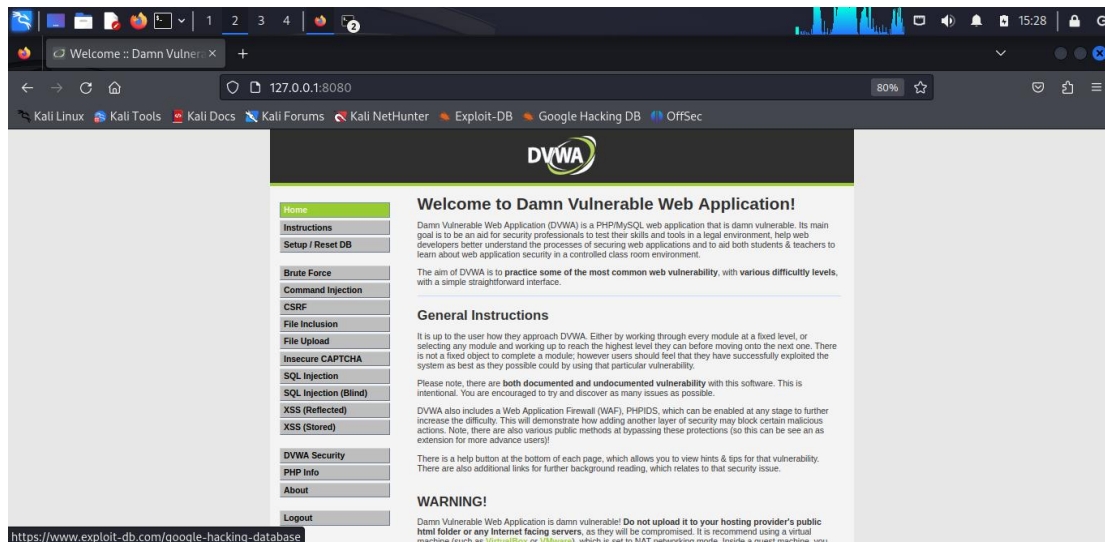 1 2 3 4 2 15:28
Welcome :: Damn Vulnera
127.0.0.1:8080 80%
Kali Linux Kali Tools Kali Docs Kali Forums Kali NetHunter Exploit-DB Google Hacking DB OffSec
DVWA
Home
Instructions
Setup / Reset DB
Brute Force
Command Injection
CSRF
File Inclusion
File Upload
Insecure CAPTCHA
SQL Injection
SQL Injection (Blind)
XSS (Reflected)
XSS (Stored)
DVWA Security
PHP Info
About
Logout
Welcome to Damn Vulnerable Web Application!
Damn Vulnerable Web Application (DVWA) is a PHP/MySQL web application that is damn vulnerable. Its main
goal is to be an aid for security professionals to test their skills and tools in a legal environment, help web
developers better understand the processes of securing web applications and to aid both students & teachers to
learn about web application security in a controlled class room environment.
The aim of DVWA is to practice some of the most common web vulnerability, with various difficultly levels,
with a simple straightforward interface.
General Instructions
It is up to the user how they approach DVWA. Either by working through every module at a fixed level, or
selecting any module and working up to reach the highest level they can before moving onto the next one. There
is not a fixed object to complete a module; however users should feel that they have successfully exploited the
system as best as they possible could by using that particular vulnerability.
Please note, there are both documented and undocumented vulnerability with this software. This is
intentional. You are encouraged to try and discover as many issues as possible.
DVWA also includes a Web Application Firewall (WAF), PHPIDS, which can be enabled at any stage to further
increase the difficulty. This will demonstrate how adding another layer of security may block certain malicious
actions. Note, there are also various public methods at bypassing these protections (so this can be see an as
extension for more advance users)!
There is a help button at the bottom of each page, which allows you to view hints & tips for that vulnerability.
There are also additional links for further background reading, which relates to that security issue.
WARNING!
Damn Vulnerable Web Application is damn vulnerable! Do not upload it to your hosting provider's public
html folder or any Internet facing servers, as they will be compromised. It is recommend using a virtual
machine (such as VirtualBox or VMware), which is set to NAT networking mode. Inside a guest machine, you
https://www.exploit-db.com/google-hacking-database